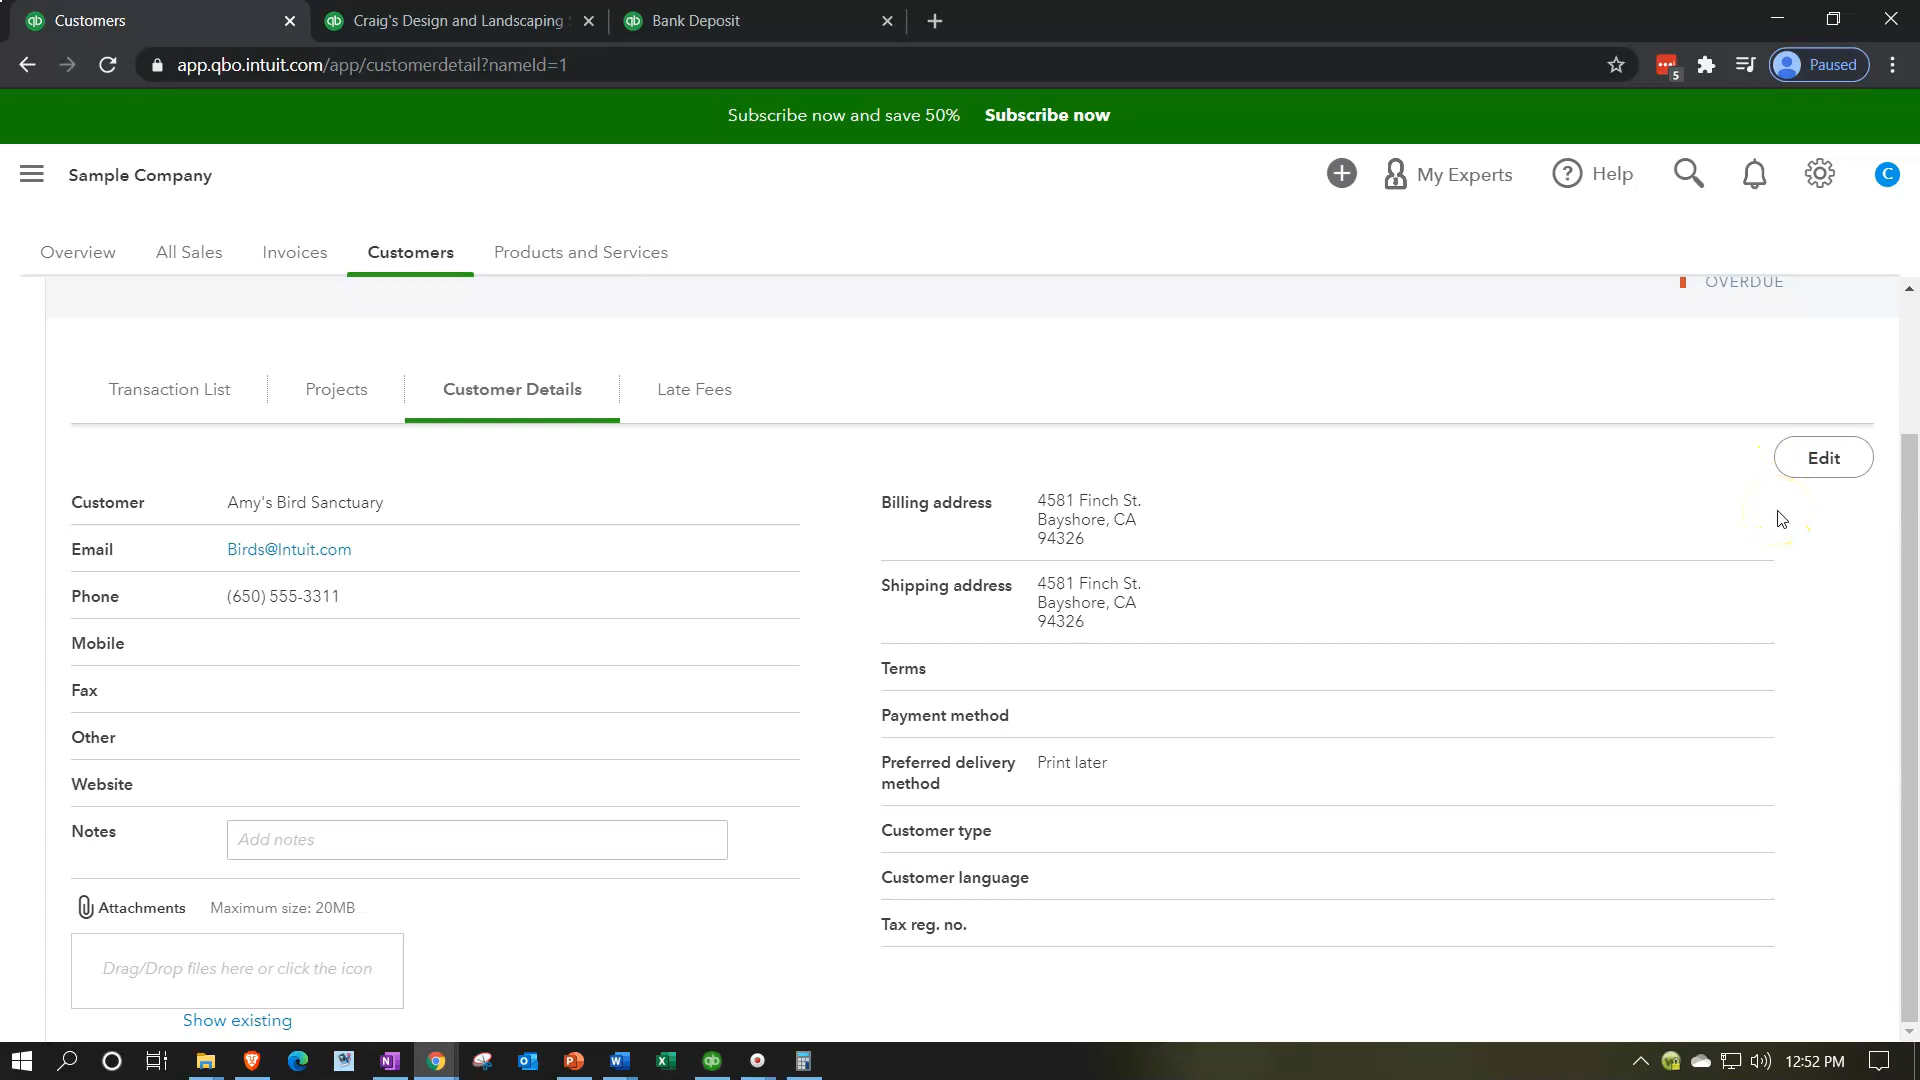 Customers
Craig's Design and Landscaping
Bank Deposit
app.qbo.intuit.com/app/customerdetail?nameId=1
5
Paused
Subscribe now and save 50% Subscribe now
Sample Company
My Experts
Help
C
Overview
All Sales
Invoices
Customers
Products and Services
OVERDUE
Transaction List
Projects
Customer Details
Late Fees
Edit
Customer Amy's Bird Sanctuary
Email Birds@Intuit.com
Phone (650) 555-3311
Mobile
Fax
Other
Website
Notes Add notes
Attachments Maximum size: 20MB
Drag/Drop files here or click the icon
Show existing
Billing address 4581 Finch St.
Bayshore, CA
94326
Shipping address 4581 Finch St.
Bayshore, CA
94326
Terms
Payment method
Preferred delivery Print later
method
Customer type
Customer language
Tax reg. no.
12:52 PM